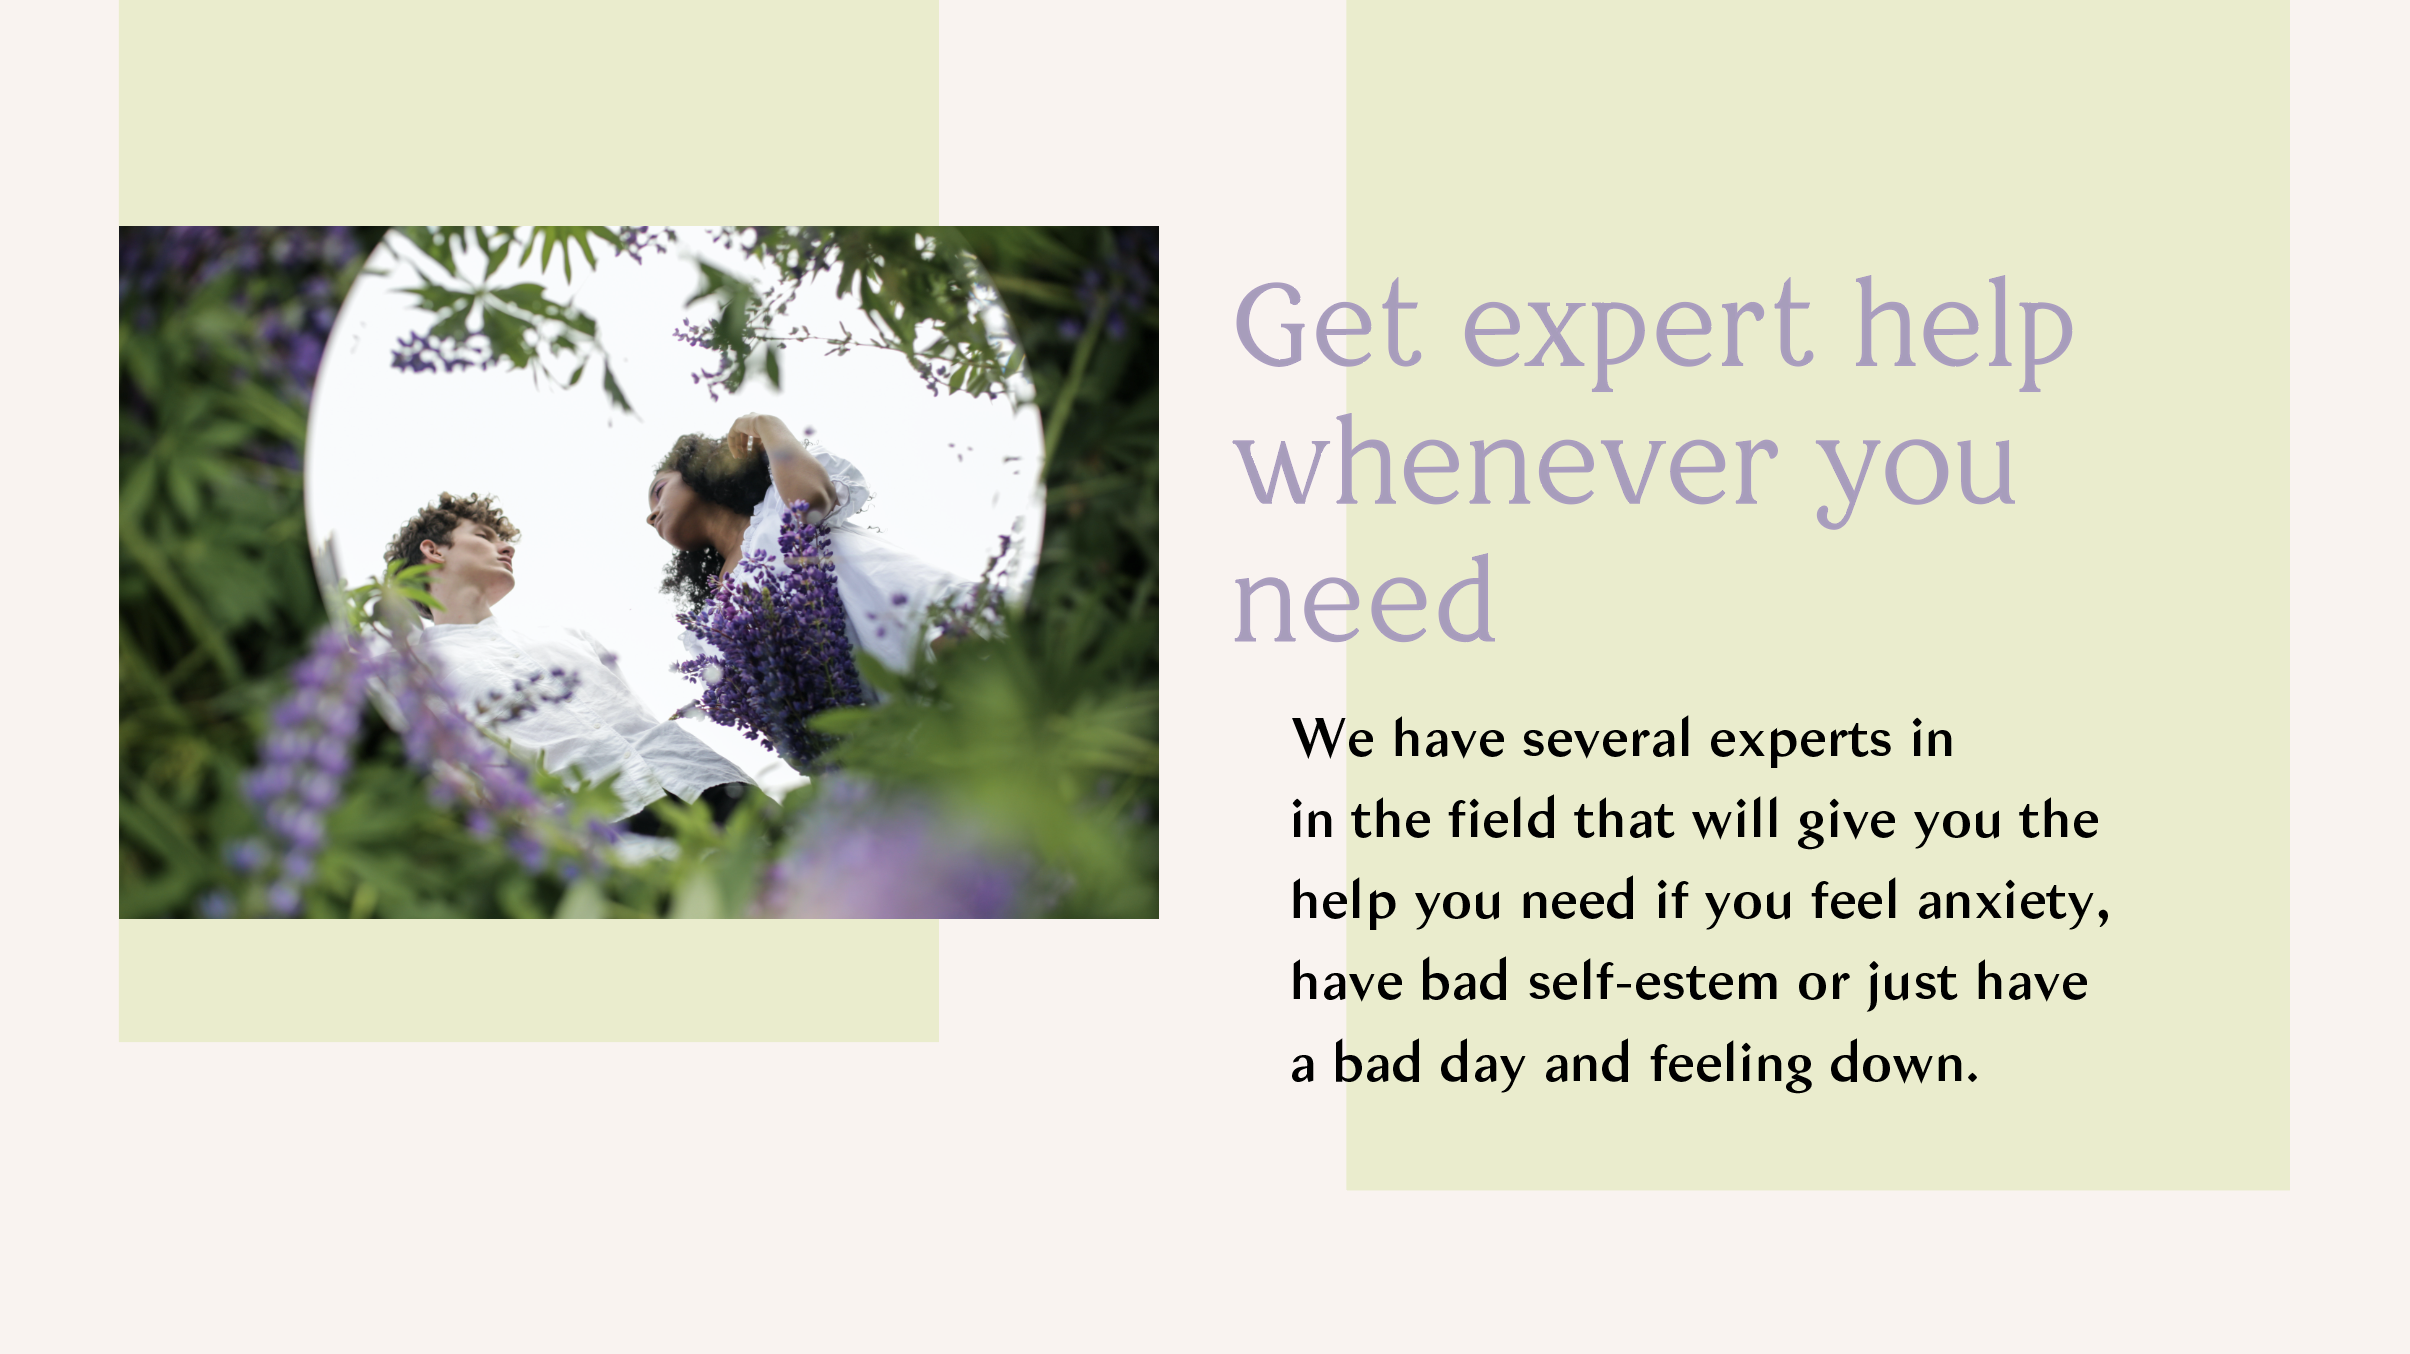 Get expert help
whenever you
need
We have several experts in
in the field that will give you the
help you need if you feel anxiety,
have bad self-estem or just have
a bad day and feeling down.